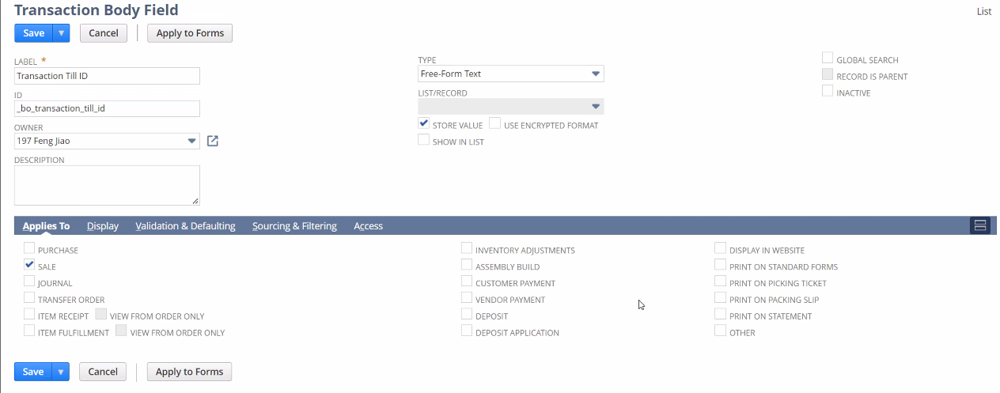 Transaction Body Field
List
Save Cancel Apply to Forms
LABEL *
Transaction Till ID
ID
_bo_transaction_till_id
OWNER
197 Feng Jiao
DESCRIPTION
TYPE
Free-Form Text
LIST/RECORD
STORE VALUE USE ENCRYPTED FORMAT
SHOW IN LIST
GLOBAL SEARCH
RECORD IS PARENT
INACTIVE
Applies To Display Validation & Defaulting Sourcing & Filtering Access
PURCHASE
SALE
JOURNAL
TRANSFER ORDER
ITEM RECEIPT VIEW FROM ORDER ONLY
ITEM FULFILLMENT VIEW FROM ORDER ONLY
INVENTORY ADJUSTMENTS
ASSEMBLY BUILD
CUSTOMER PAYMENT
VENDOR PAYMENT
DEPOSIT
DEPOSIT APPLICATION
DISPLAY IN WEBSITE
PRINT ON STANDARD FORMS
PRINT ON PICKING TICKET
PRINT ON PACKING SLIP
PRINT ON STATEMENT
OTHER
Save Cancel Apply to Forms